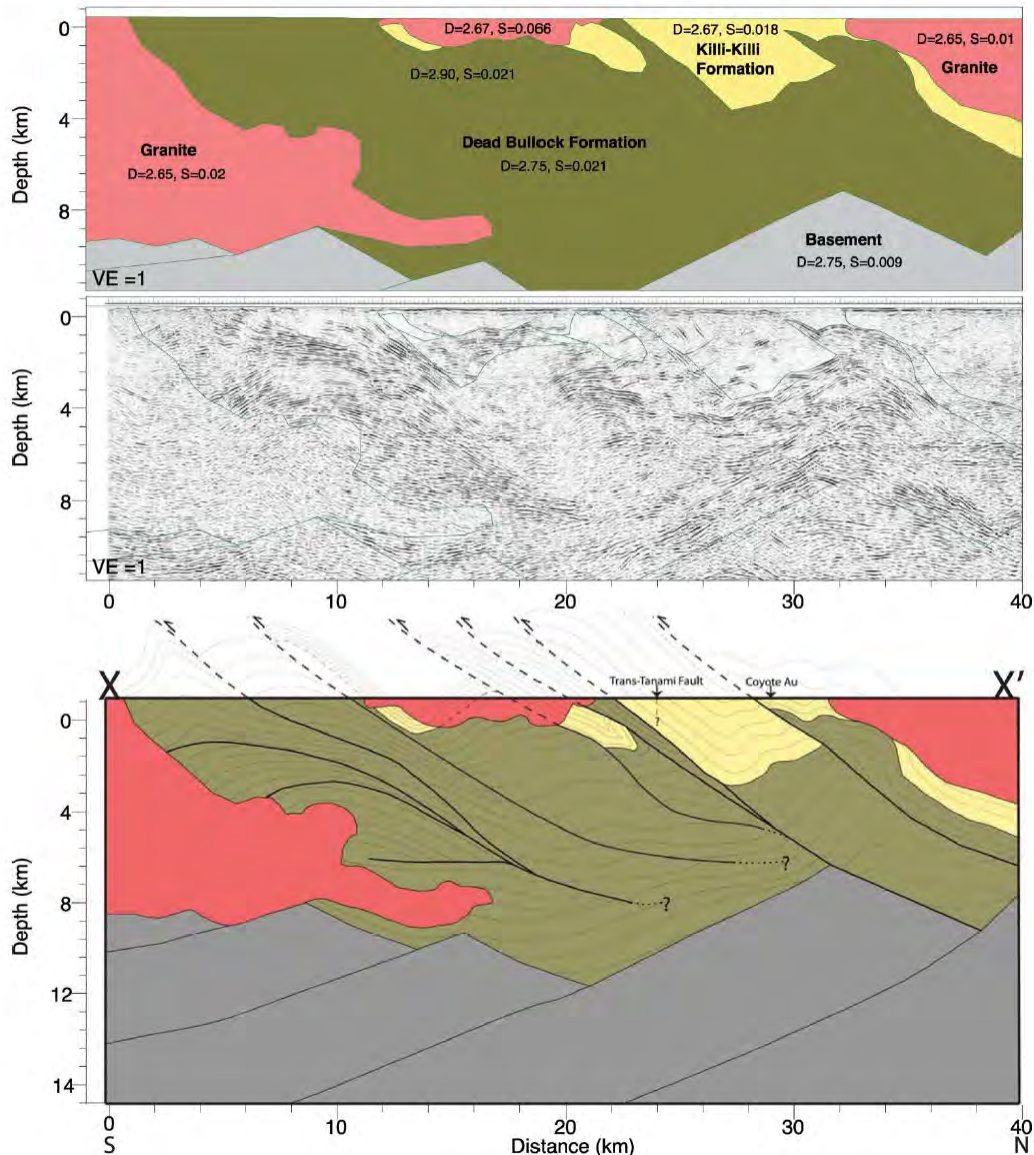 0
4
8
Depth (km)
D=2.67, S=0.066
D=2.67, S=0.018
Killi-Killi
Formation
D=2.65, S=0.01
Granite
D=2.90, S=0.021
Granite
D=2.65, S=0.02
Dead Bullock Formation
D=2.75, S=0.021
Basement
D=2.75, S=0.009
VE =1
0
4
8
Depth (km)
VE =1
0 10 20 30 40
X
X'
Trans-Tanami Fault
Coyote Au
?
?
?
0
4
8
12
14
Depth (km)
0 10 20 30 40
S Distance (km) N